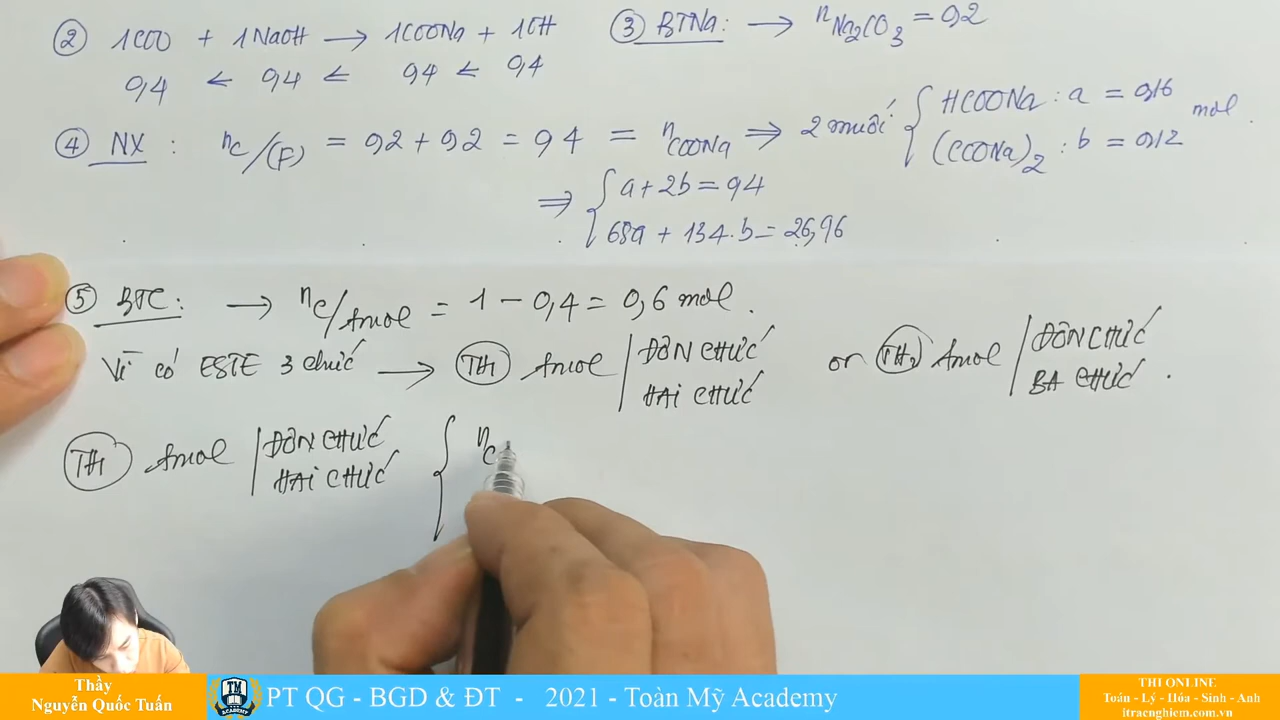 ② 1COO + 1NaOH → 1COONa + 1OH
0,4 ← 0,4 ← 0,4 ← 0,4
③ BTNa: → nNa₂CO₃ = 0,2
④ NX : nC/(F) = 0,2 + 0,2 = 0,4 = nCOONa ⇒ 2 muối { HCOONa : a = 0,16
(COONa)₂ : b = 0,12 mol.
⇒ { a + 2b = 0,4
68a + 134.b = 26,96
⑤ BTC: → nC/Ancol = 1 - 0,4 = 0,6 mol.
Vì có ESTE 3 chức → TH1 Ancol | ĐƠN CHỨC
HAI CHỨC
or TH2 Ancol | ĐƠN CHỨC
BA CHỨC.
TH1 Ancol | ĐƠN CHỨC
HAI CHỨC
{ nC
Thầy
Nguyễn Quốc Tuấn
TM
ACADEMY
PT QG - BGD & ĐT - 2021 - Toàn Mỹ Academy
THI ONLINE
Toán - Lý - Hóa - Sinh - Anh
itracnghiem.com.vn